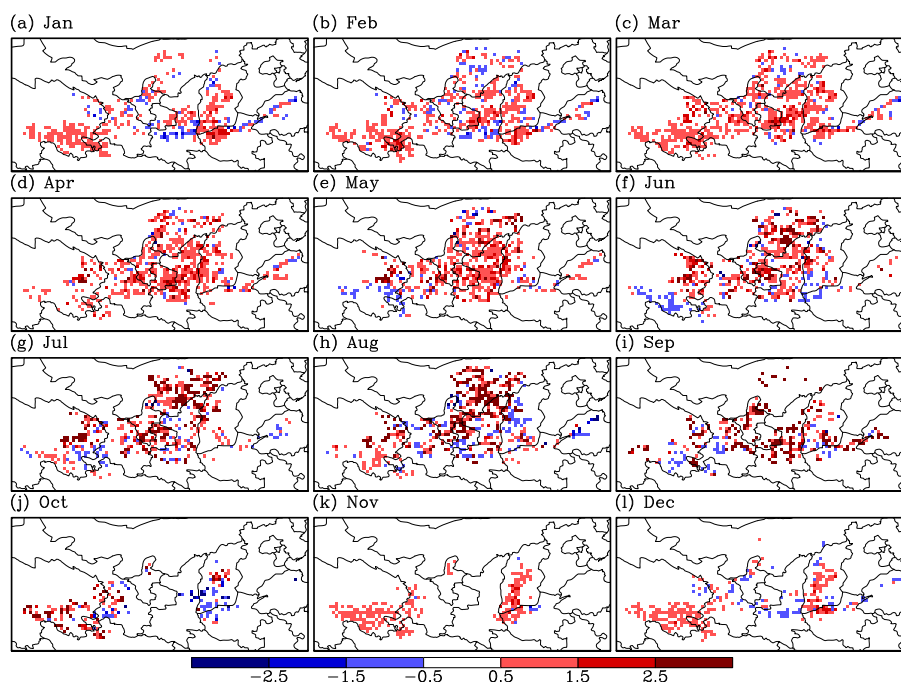 (a) Jan
(b) Feb
(c) Mar
(d) Apr
(e) May
(f) Jun
(g) Jul
(h) Aug
(i) Sep
(j) Oct
(k) Nov
(l) Dec
−2.5 −1.5 −0.5 0.5 1.5 2.5